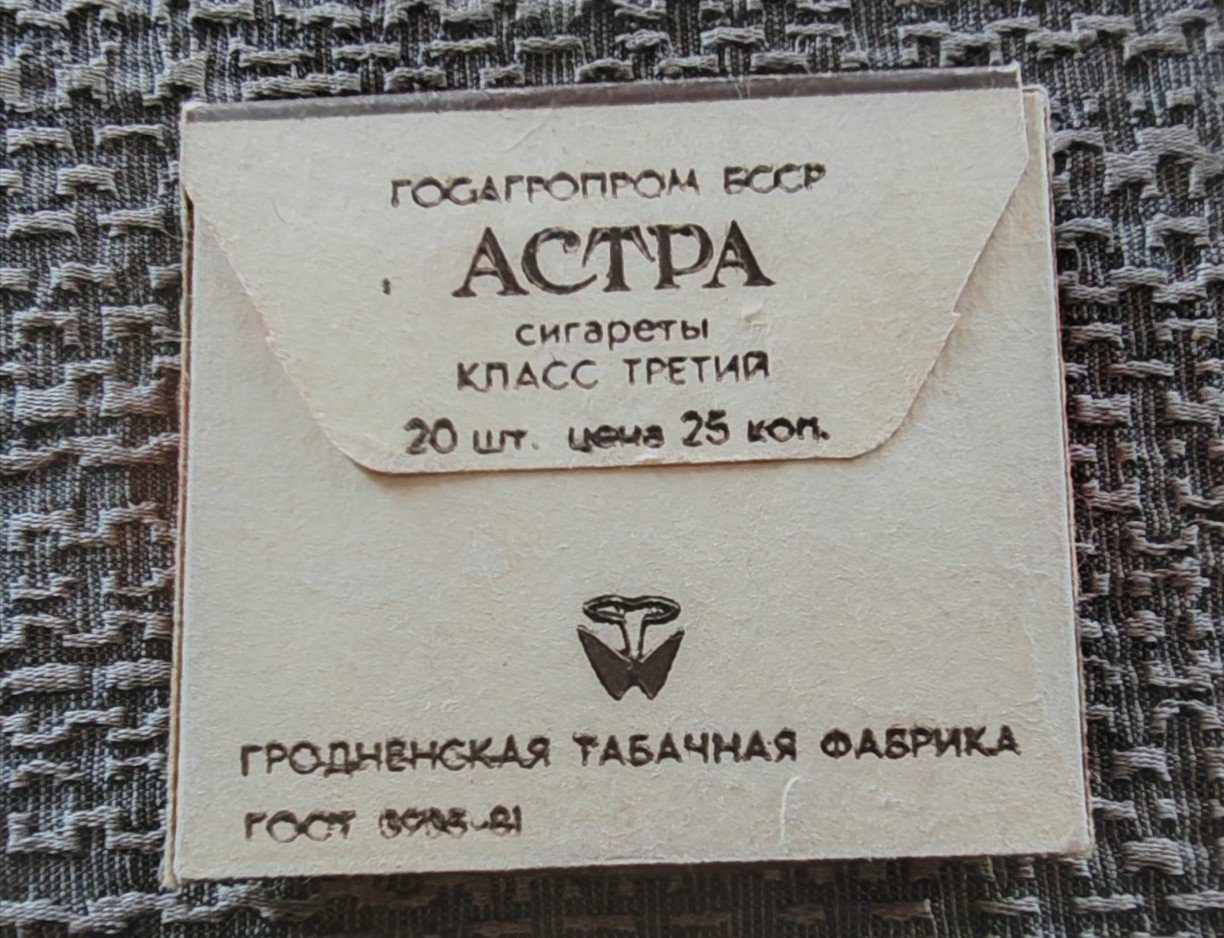 ГОСАГРОПРОМ БССР
АСТРА
сигареты
КЛАСС ТРЕТИЙ
20 шт. цена 25 коп.
ГРОДНЕНСКАЯ ТАБАЧНАЯ ФАБРИКА
ГОСТ